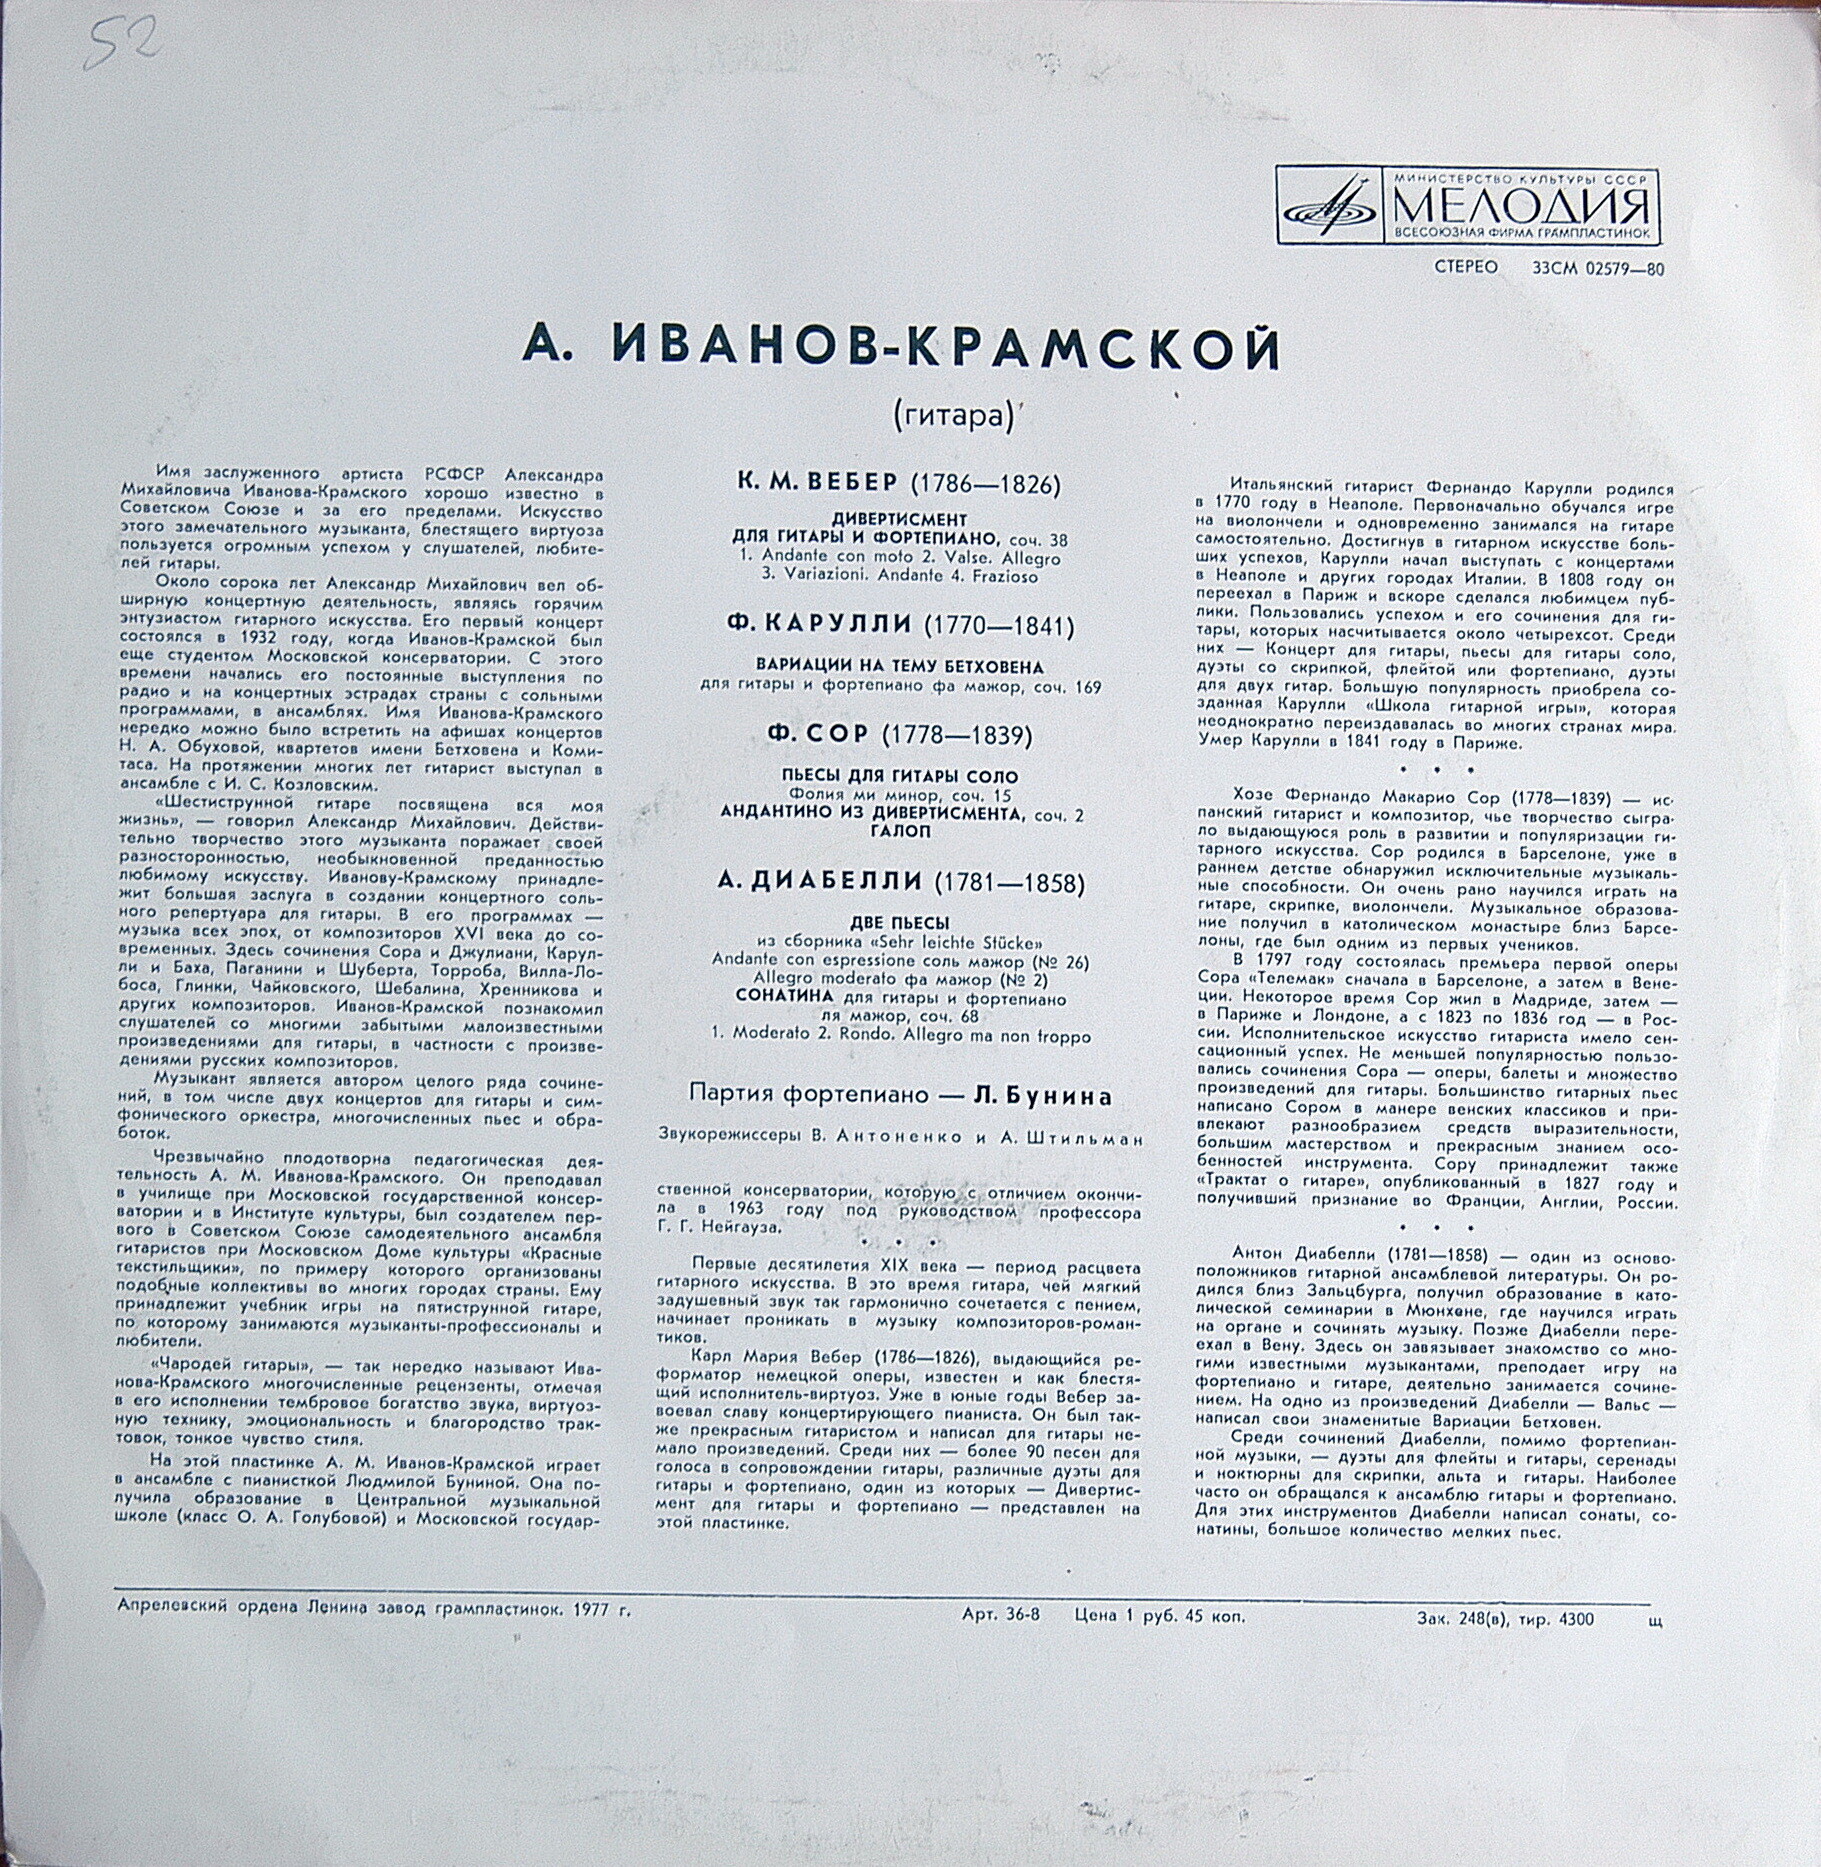 52
МИНИСТЕРСТВО КУЛЬТУРЫ СССР
МЕЛОДИЯ
ВСЕСОЮЗНАЯ ФИРМА ГРАМПЛАСТИНОК
СТЕРЕО 33СМ 02579—80
А. ИВАНОВ-КРАМСКОЙ
(гитара)
Имя заслуженного артиста РСФСР Александра
Михайловича Иванова-Крамского хорошо известно в
Советском Союзе и за его пределами. Искусство
этого замечательного музыканта, блестящего виртуоза
пользуется огромным успехом у слушателей, любите-
лей гитары.
Около сорока лет Александр Михайлович вел об-
ширную концертную деятельность, являясь горячим
энтузиастом гитарного искусства. Его первый концерт
состоялся в 1932 году, когда Иванов-Крамской был
еще студентом Московской консерватории. С этого
времени начались его постоянные выступления по
радио и на концертных эстрадах страны с сольными
программами, в ансамблях. Имя Иванова-Крамского
нередко можно было встретить на афишах концертов
Н. А. Обуховой, квартетов имени Бетховена и Коми-
таса. На протяжении многих лет гитарист выступал в
ансамбле с И. С. Козловским.
«Шестиструнной гитаре посвящена вся моя
жизнь», — говорил Александр Михайлович. Действи-
тельно творчество этого музыканта поражает своей
разносторонностью, необыкновенной преданностью
любимому искусству. Иванову-Крамскому принадле-
жит большая заслуга в создании концертного соль-
ного репертуара для гитары. В его программах —
музыка всех эпох, от композиторов XVI века до со-
временных. Здесь сочинения Сора и Джулиани, Карул-
ли и Баха, Паганини и Шуберта, Торроба, Вилла-Ло-
боса, Глинки, Чайковского, Шебалина, Хренникова и
других композиторов. Иванов-Крамской познакомил
слушателей со многими забытыми малоизвестными
произведениями для гитары, в частности с произве-
дениями русских композиторов.
Музыкант является автором целого ряда сочине-
ний, в том числе двух концертов для гитары и сим-
фонического оркестра, многочисленных пьес и обра-
боток.
Чрезвычайно плодотворна педагогическая дея-
тельность А. М. Иванова-Крамского. Он преподавал
в училище при Московской государственной консер-
ватории и в Институте культуры, был создателем пер-
вого в Советском Союзе самодеятельного ансамбля
гитаристов при Московском Доме культуры «Красные
текстильщики», по примеру которого организованы
подобные коллективы во многих городах страны. Ему
принадлежит учебник игры на пятиструнной гитаре,
по которому занимаются музыканты-профессионалы и
любители.
«Чародей гитары», — так нередко называют Ива-
нова-Крамского многочисленные рецензенты, отмечая
в его исполнении тембровое богатство звука, виртуоз-
ную технику, эмоциональность и благородство трак-
товок, тонкое чувство стиля.
На этой пластинке А. М. Иванов-Крамской играет
в ансамбле с пианисткой Людмилой Буниной. Она по-
лучила образование в Центральной музыкальной
школе (класс О. А. Голубовой) и Московской государ-
К. М. ВЕБЕР (1786—1826)
ДИВЕРТИСМЕНТ
ДЛЯ ГИТАРЫ И ФОРТЕПИАНО, соч. 38
1. Andante con moto 2. Valse. Allegro
3. Variazioni. Andante 4. Frazioso
Ф. КАРУЛЛИ (1770—1841)
ВАРИАЦИИ НА ТЕМУ БЕТХОВЕНА
для гитары и фортепиано фа мажор, соч. 169
Ф. СОР (1778—1839)
ПЬЕСЫ ДЛЯ ГИТАРЫ СОЛО
Фолия ми минор, соч. 15
АНДАНТИНО ИЗ ДИВЕРТИСМЕНТА, соч. 2
ГАЛОП
А. ДИАБЕЛЛИ (1781—1858)
ДВЕ ПЬЕСЫ
из сборника «Sehr leichte Stücke»
Andante con espressione соль мажор (№ 26)
Allegro moderato фа мажор (№ 2)
СОНАТИНА для гитары и фортепиано
ля мажор, соч. 68
1. Moderato 2. Rondo. Allegro ma non troppo
Партия фортепиано — Л. Бунина
Звукорежиссеры В. Антоненко и А. Штильман
ственной консерватории, которую с отличием окончи-
ла в 1963 году под руководством профессора
Г. Г. Нейгауза.
• • •
Первые десятилетия XIX века — период расцвета
гитарного искусства. В это время гитара, чей мягкий
задушевный звук так гармонично сочетается с пением,
начинает проникать в музыку композиторов-роман-
тиков.
Карл Мария Вебер (1786—1826), выдающийся ре-
форматор немецкой оперы, известен и как блестя-
щий исполнитель-виртуоз. Уже в юные годы Вебер за-
воевал славу концертирующего пианиста. Он был так-
же прекрасным гитаристом и написал для гитары не-
мало произведений. Среди них — более 90 песен для
голоса в сопровождении гитары, различные дуэты для
гитары и фортепиано, один из которых — Дивертис-
мент для гитары и фортепиано — представлен на
этой пластинке.
Итальянский гитарист Фернандо Карулли родился
в 1770 году в Неаполе. Первоначально обучался игре
на виолончели и одновременно занимался на гитаре
самостоятельно. Достигнув в гитарном искусстве боль-
ших успехов, Карулли начал выступать с концертами
в Неаполе и других городах Италии. В 1808 году он
переехал в Париж и вскоре сделался любимцем пуб-
лики. Пользовались успехом и его сочинения для ги-
тары, которых насчитывается около четырехсот. Среди
них — Концерт для гитары, пьесы для гитары соло,
дуэты со скрипкой, флейтой или фортепиано, дуэты
для двух гитар. Большую популярность приобрела со-
зданная Карулли «Школа гитарной игры», которая
неоднократно переиздавалась во многих странах мира.
Умер Карулли в 1841 году в Париже.
• • •
Хозе Фернандо Макарио Сор (1778—1839) — ис-
панский гитарист и композитор, чье творчество сыгра-
ло выдающуюся роль в развитии и популяризации ги-
тарного искусства. Сор родился в Барселоне, уже в
раннем детстве обнаружил исключительные музыкаль-
ные способности. Он очень рано научился играть на
гитаре, скрипке, виолончели. Музыкальное образова-
ние получил в католическом монастыре близ Барсе-
лоны, где был одним из первых учеников.
В 1797 году состоялась премьера первой оперы
Сора «Телемак» сначала в Барселоне, а затем в Вене-
ции. Некоторое время Сор жил в Мадриде, затем —
в Париже и Лондоне, а с 1823 по 1836 год — в Рос-
сии. Исполнительское искусство гитариста имело сен-
сационный успех. Не меньшей популярностью пользо-
вались сочинения Сора — оперы, балеты и множество
произведений для гитары. Большинство гитарных пьес
написано Сором в манере венских классиков и при-
влекают разнообразием средств выразительности,
большим мастерством и прекрасным знанием осо-
бенностей инструмента. Сору принадлежит также
«Трактат о гитаре», опубликованный в 1827 году и
получивший признание во Франции, Англии, России.
• • •
Антон Диабелли (1781—1858) — один из осново-
положников гитарной ансамблевой литературы. Он ро-
дился близ Зальцбурга, получил образование в като-
лической семинарии в Мюнхене, где научился играть
на органе и сочинять музыку. Позже Диабелли пере-
ехал в Вену. Здесь он завязывает знакомство со мно-
гими известными музыкантами, преподает игру на
фортепиано и гитаре, деятельно занимается сочине-
нием. На одно из произведений Диабелли — Вальс —
написал свои знаменитые Вариации Бетховен.
Среди сочинений Диабелли, помимо фортепиан-
ной музыки, — дуэты для флейты и гитары, серенады
и ноктюрны для скрипки, альта и гитары. Наиболее
часто он обращался к ансамблю гитары и фортепиано.
Для этих инструментов Диабелли написал сонаты, со-
натины, большое количество мелких пьес.
Апрелевский ордена Ленина завод грампластинок. 1977 г. Арт. 36-8 Цена 1 руб. 45 коп. Зак. 248(в), тир. 4300 щ